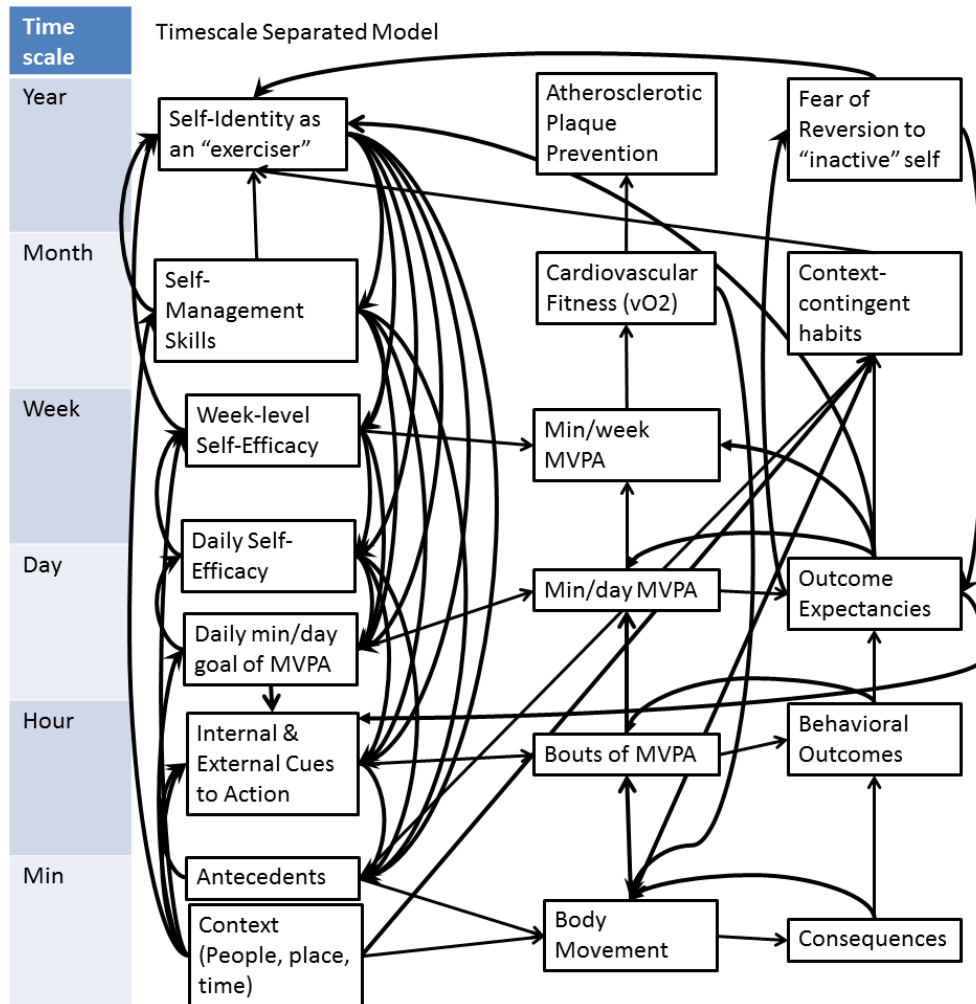 Time
scale
Timescale Separated Model
Year
Self-Identity as
an “exerciser”
Atherosclerotic
Plaque
Prevention
Fear of
Reversion to
“inactive” self
Month
Self-
Management
Skills
Cardiovascular
Fitness (vO2)
Context-
contingent
habits
Week
Week-level
Self-Efficacy
Min/week
MVPA
Day
Daily Self-
Efficacy
Daily min/day
goal of MVPA
Min/day MVPA
Outcome
Expectancies
Hour
Internal &
External Cues
to Action
Bouts of MVPA
Behavioral
Outcomes
Min
Antecedents
Context
(People, place,
time)
Body
Movement
Consequences